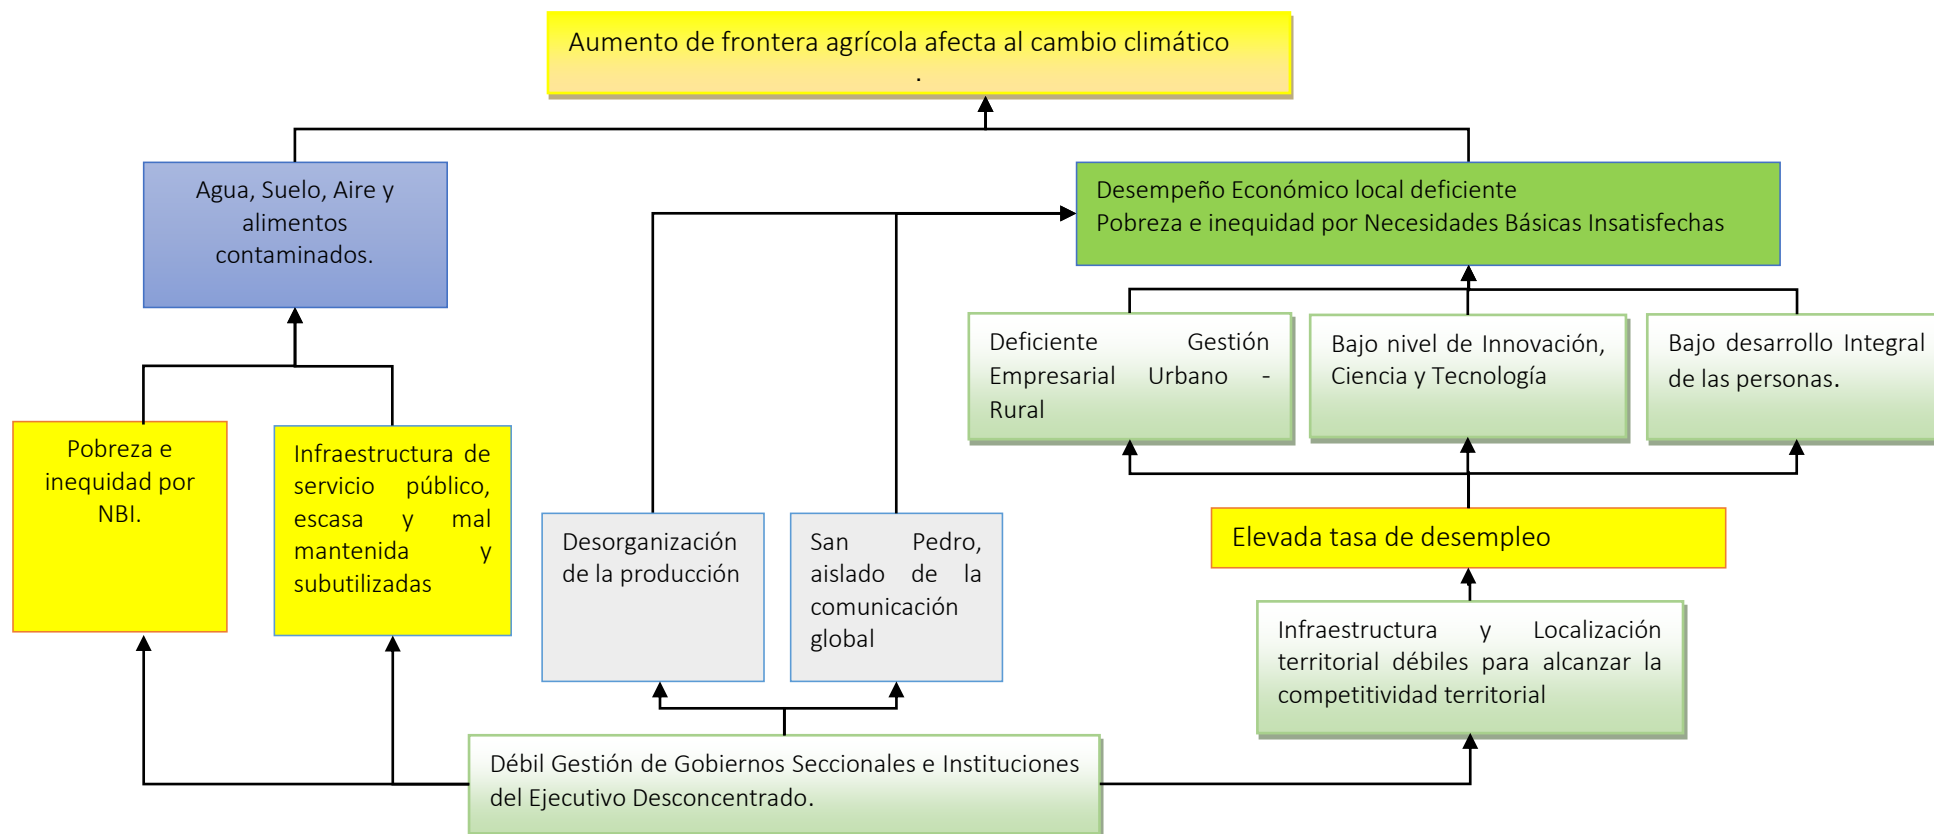 Aumento de frontera agrícola afecta al cambio climático
.
Agua, Suelo, Aire y
alimentos
contaminados.
Desempeño Económico local deficiente
Pobreza e inequidad por Necesidades Básicas Insatisfechas
Deficiente Gestión
Empresarial Urbano -
Rural
Bajo nivel de Innovación,
Ciencia y Tecnología
Bajo desarrollo Integral
de las personas.
Pobreza e
inequidad por
NBI.
Infraestructura de
servicio público,
escasa y mal
mantenida y
subutilizadas
Desorganización
de la producción
San Pedro,
aislado de la
comunicación
global
Elevada tasa de desempleo
Infraestructura y Localización
territorial débiles para alcanzar la
competitividad territorial
Débil Gestión de Gobiernos Seccionales e Instituciones
del Ejecutivo Desconcentrado.